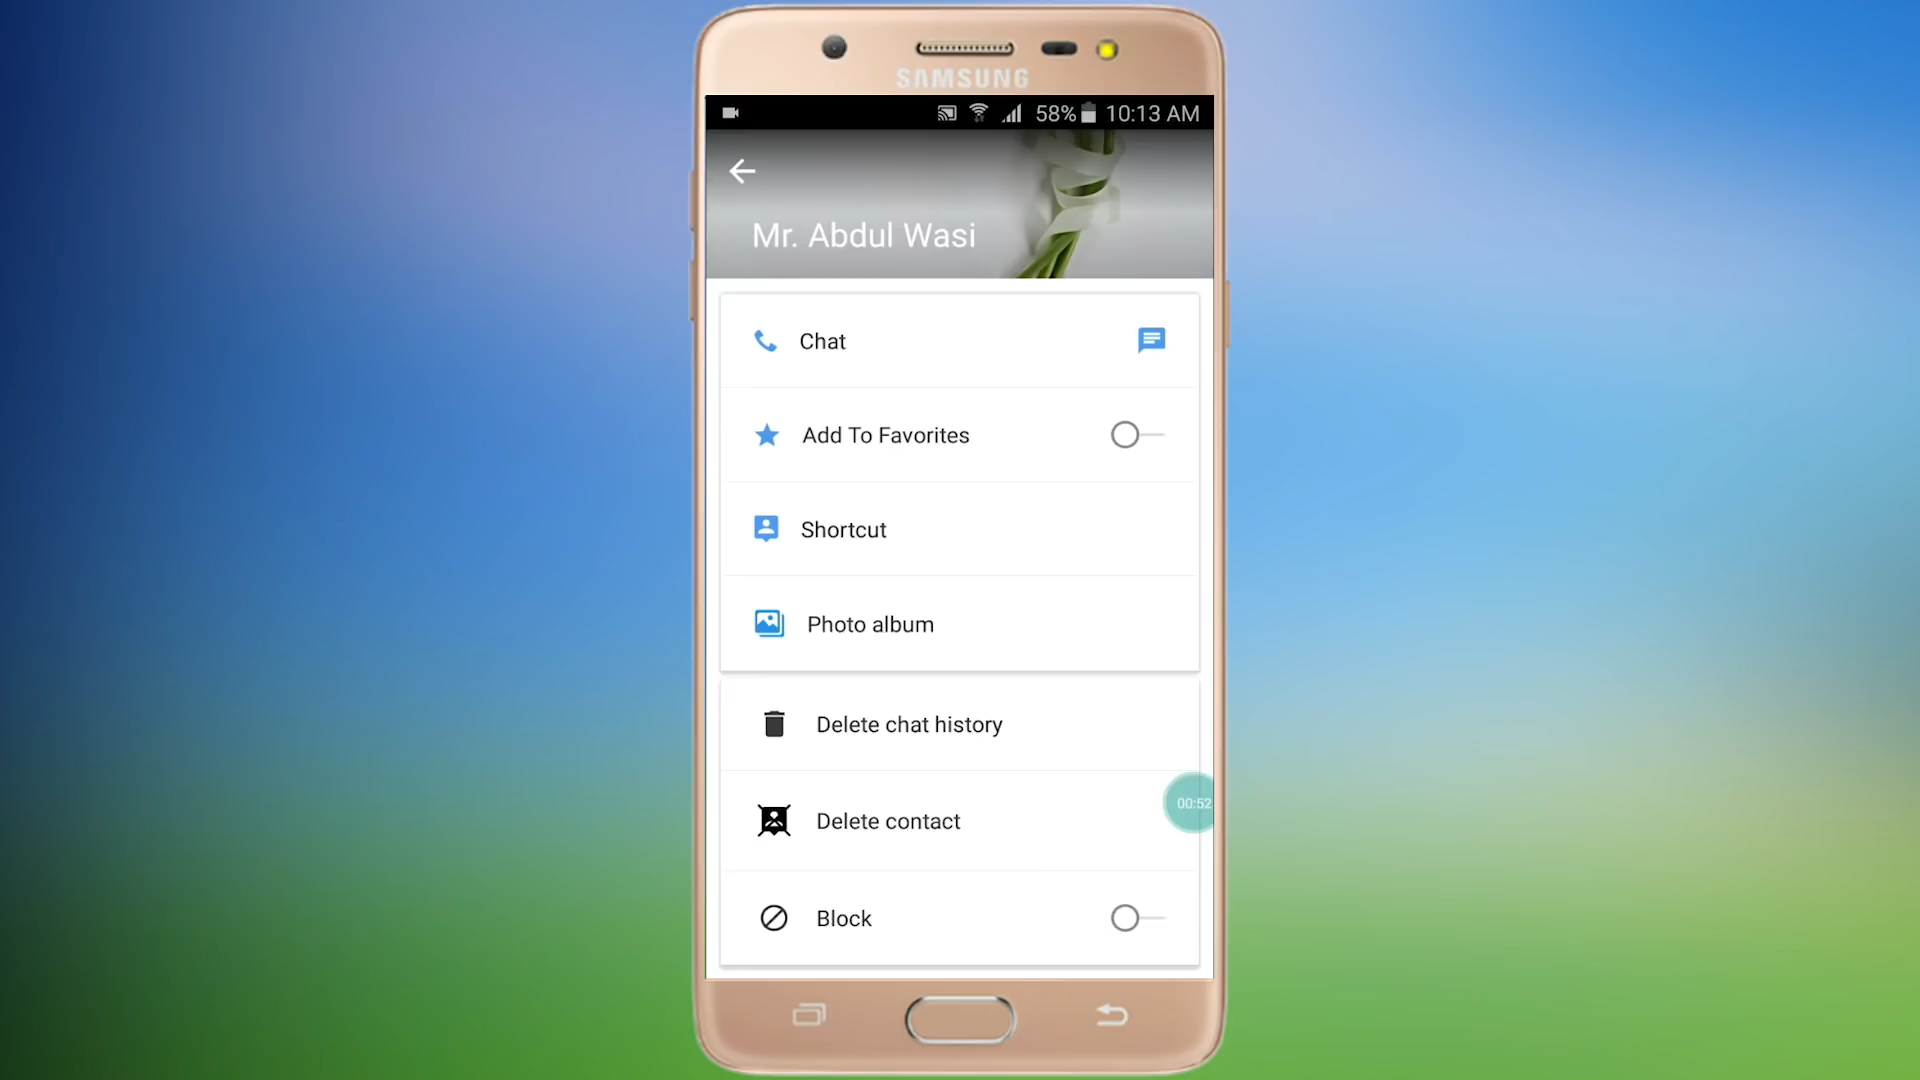 SAMSUNG
58% 10:13 AM
Mr. Abdul Wasi
Chat
Add To Favorites
Shortcut
Photo album
Delete chat history
Delete contact
00:52
Block